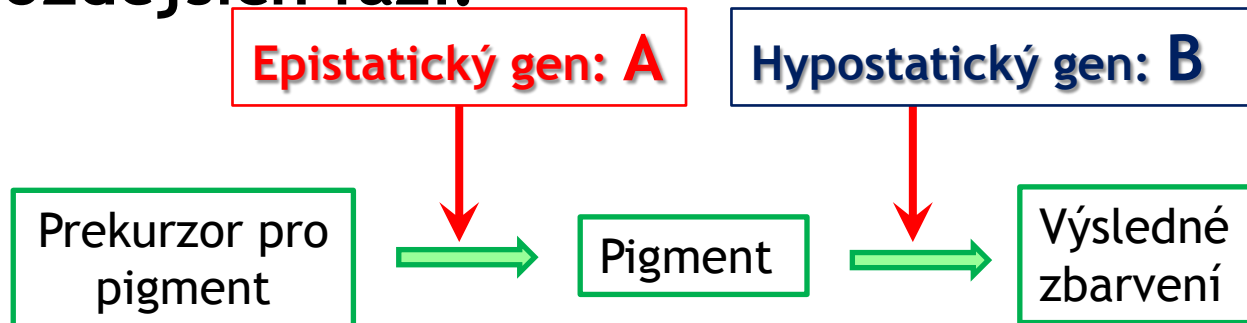 Epistatický gen: A
Hypostatický gen: B
Prekurzor pro
pigment
Pigment
Výsledné
zbarvení